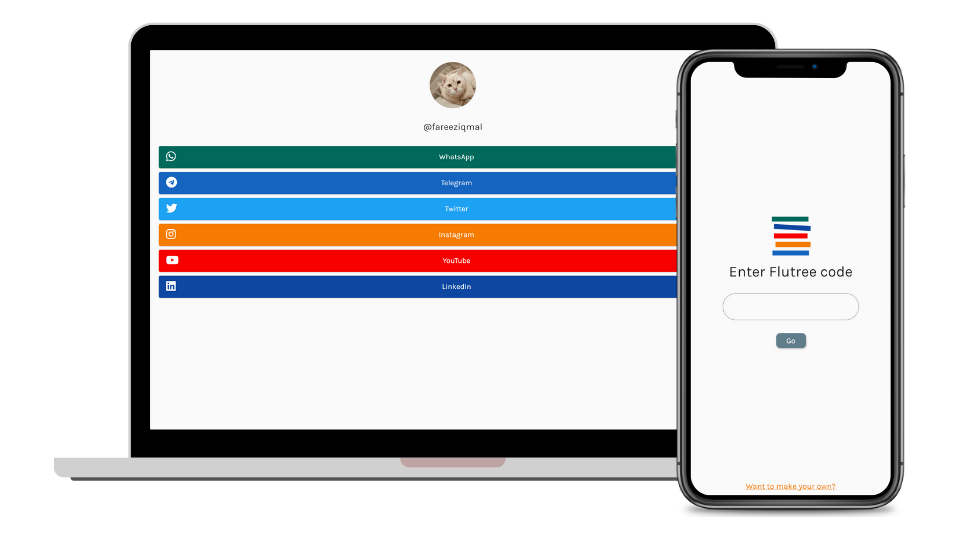 @fareeziqmal
WhatsApp
Telegram
Twitter
Instagram
YouTube
LinkedIn
Enter Flutree code
Go
Want to make your own?